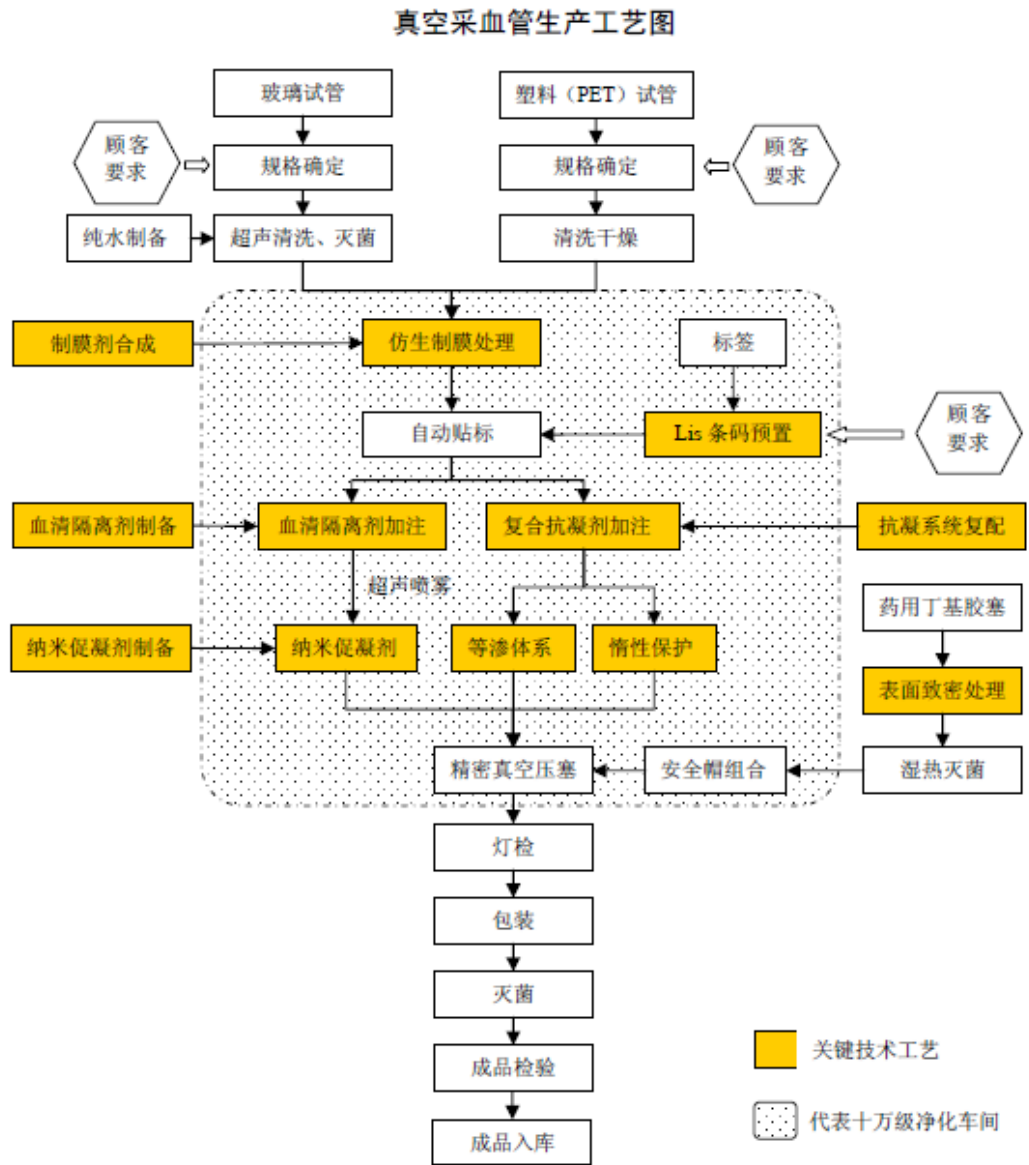 真空采血管生产工艺图
玻璃试管
塑料（PET）试管
顾客
要求
规格确定
规格确定
顾客
要求
纯水制备
超声清洗、灭菌
清洗干燥
制膜剂合成
仿生制膜处理
标签
自动贴标
Lis 条码预置
顾客
要求
血清隔离剂制备
血清隔离剂加注
复合抗凝剂加注
抗凝系统复配
超声喷雾
药用丁基胶塞
纳米促凝剂制备
纳米促凝剂
等渗体系
惰性保护
表面致密处理
精密真空压塞
安全帽组合
湿热灭菌
灯检
包装
灭菌
关键技术工艺
成品检验
代表十万级净化车间
成品入库